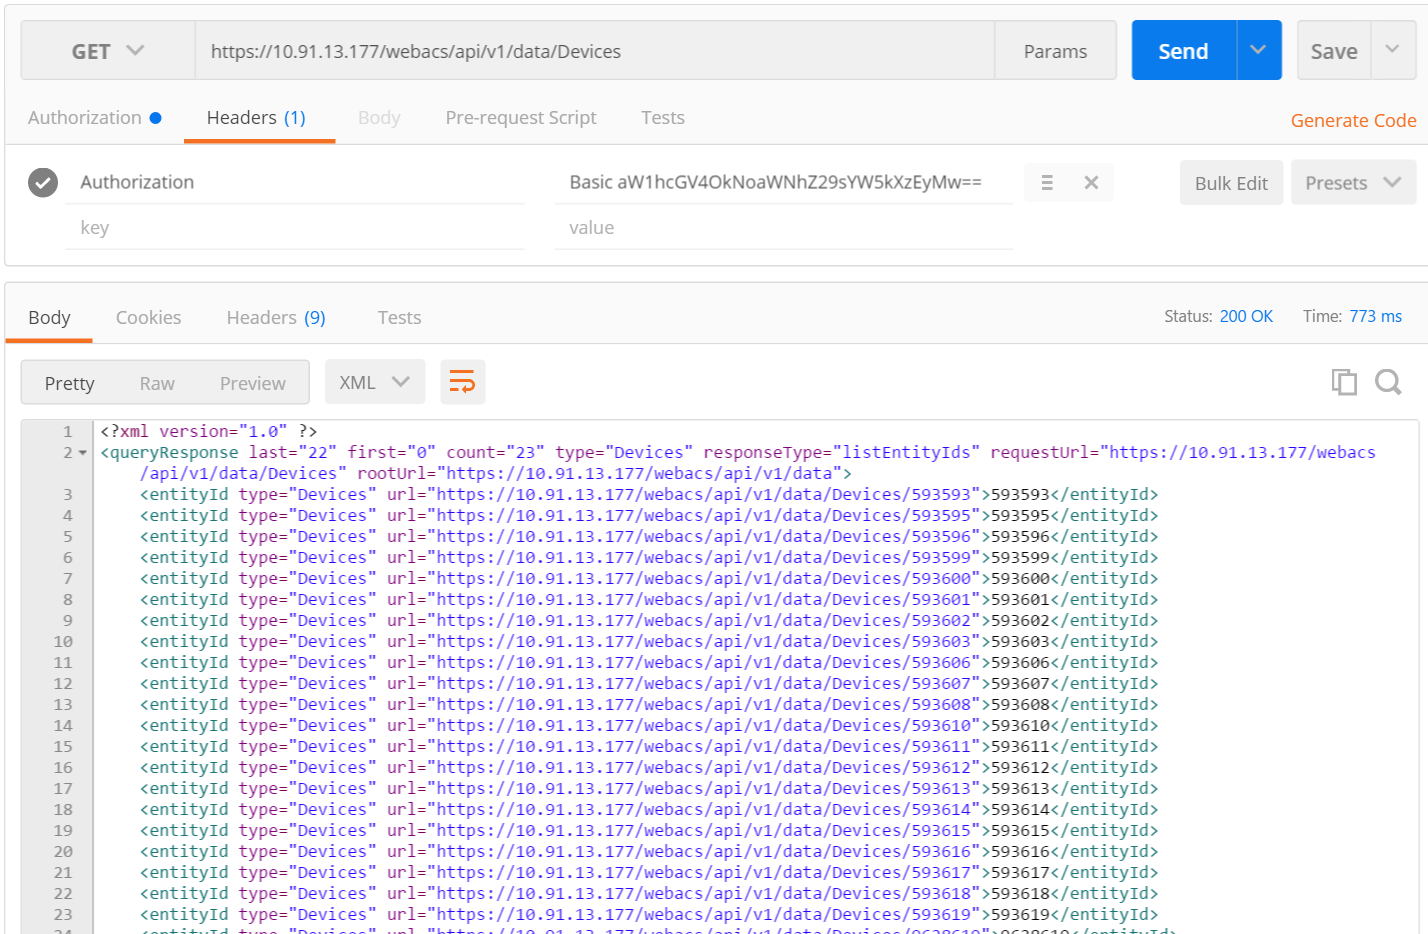 GET https://10.91.13.177/webacs/api/v1/data/Devices Params Send Save
Authorization Headers (1) Body Pre-request Script Tests Generate Code
Authorization Basic aW1hcGV4OkNoaWNhZ29sYW5kXzEyMw== Bulk Edit Presets
key value
Body Cookies Headers (9) Tests Status: 200 OK Time: 773 ms
Pretty Raw Preview XML
1 <?xml version="1.0" ?>
2 <queryResponse last="22" first="0" count="23" type="Devices" responseType="listEntityIds" requestUrl="https://10.91.13.177/webacs
/api/v1/data/Devices" rootUrl="https://10.91.13.177/webacs/api/v1/data">
3 <entityId type="Devices" url="https://10.91.13.177/webacs/api/v1/data/Devices/593593">593593</entityId>
4 <entityId type="Devices" url="https://10.91.13.177/webacs/api/v1/data/Devices/593595">593595</entityId>
5 <entityId type="Devices" url="https://10.91.13.177/webacs/api/v1/data/Devices/593596">593596</entityId>
6 <entityId type="Devices" url="https://10.91.13.177/webacs/api/v1/data/Devices/593599">593599</entityId>
7 <entityId type="Devices" url="https://10.91.13.177/webacs/api/v1/data/Devices/593600">593600</entityId>
8 <entityId type="Devices" url="https://10.91.13.177/webacs/api/v1/data/Devices/593601">593601</entityId>
9 <entityId type="Devices" url="https://10.91.13.177/webacs/api/v1/data/Devices/593602">593602</entityId>
10 <entityId type="Devices" url="https://10.91.13.177/webacs/api/v1/data/Devices/593603">593603</entityId>
11 <entityId type="Devices" url="https://10.91.13.177/webacs/api/v1/data/Devices/593606">593606</entityId>
12 <entityId type="Devices" url="https://10.91.13.177/webacs/api/v1/data/Devices/593607">593607</entityId>
13 <entityId type="Devices" url="https://10.91.13.177/webacs/api/v1/data/Devices/593608">593608</entityId>
14 <entityId type="Devices" url="https://10.91.13.177/webacs/api/v1/data/Devices/593610">593610</entityId>
15 <entityId type="Devices" url="https://10.91.13.177/webacs/api/v1/data/Devices/593611">593611</entityId>
16 <entityId type="Devices" url="https://10.91.13.177/webacs/api/v1/data/Devices/593612">593612</entityId>
17 <entityId type="Devices" url="https://10.91.13.177/webacs/api/v1/data/Devices/593613">593613</entityId>
18 <entityId type="Devices" url="https://10.91.13.177/webacs/api/v1/data/Devices/593614">593614</entityId>
19 <entityId type="Devices" url="https://10.91.13.177/webacs/api/v1/data/Devices/593615">593615</entityId>
20 <entityId type="Devices" url="https://10.91.13.177/webacs/api/v1/data/Devices/593616">593616</entityId>
21 <entityId type="Devices" url="https://10.91.13.177/webacs/api/v1/data/Devices/593617">593617</entityId>
22 <entityId type="Devices" url="https://10.91.13.177/webacs/api/v1/data/Devices/593618">593618</entityId>
23 <entityId type="Devices" url="https://10.91.13.177/webacs/api/v1/data/Devices/593619">593619</entityId>